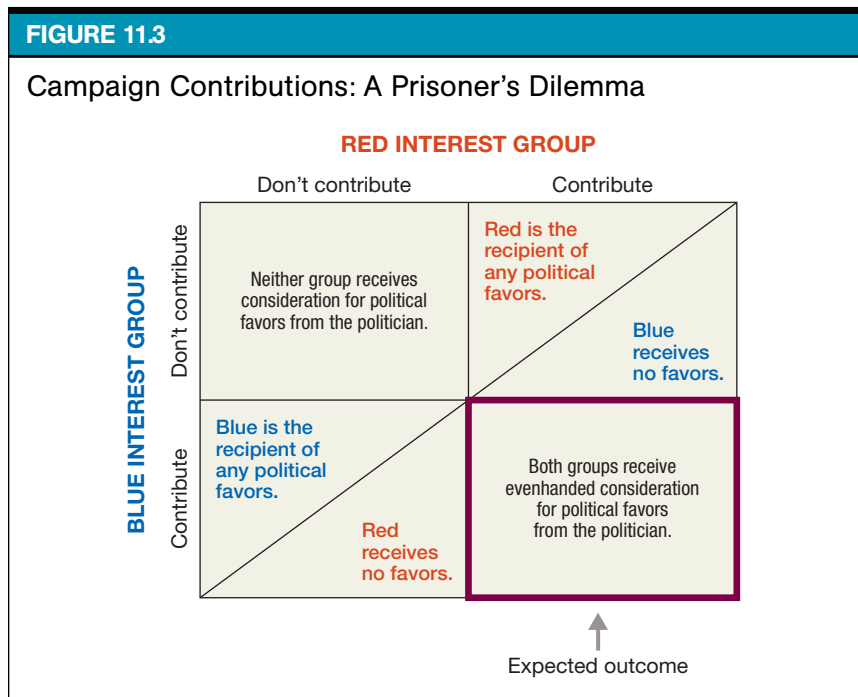 FIGURE 11.3
Campaign Contributions: A Prisoner’s Dilemma
RED INTEREST GROUP
Don’t contribute
Contribute
BLUE INTEREST GROUP
Don’t contribute
Neither group receives
consideration for political
favors from the politician.
Red is the
recipient of
any political
favors.
Blue
receives
no favors.
Contribute
Blue is the
recipient of
any political
favors.
Red
receives
no favors.
Both groups receive
evenhanded consideration
for political favors
from the politician.
Expected outcome